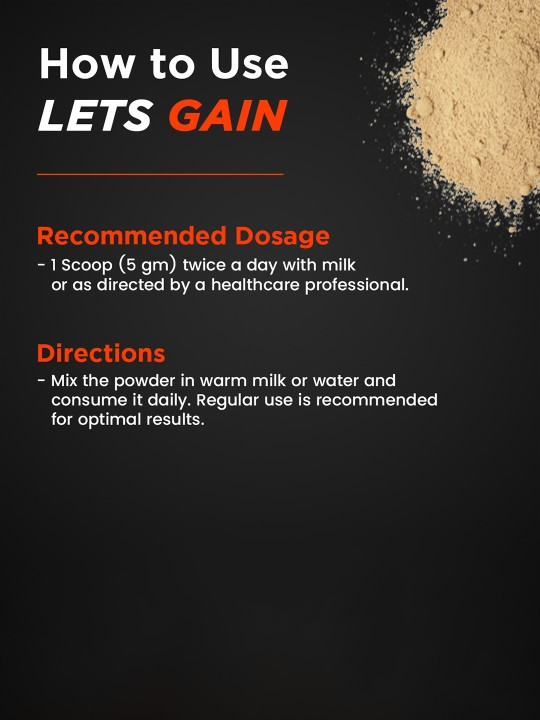 How to Use
LETS GAIN
Recommended Dosage
- 1 Scoop (5 gm) twice a day with milk
or as directed by a healthcare professional.
Directions
- Mix the powder in warm milk or water and
consume it daily. Regular use is recommended
for optimal results.